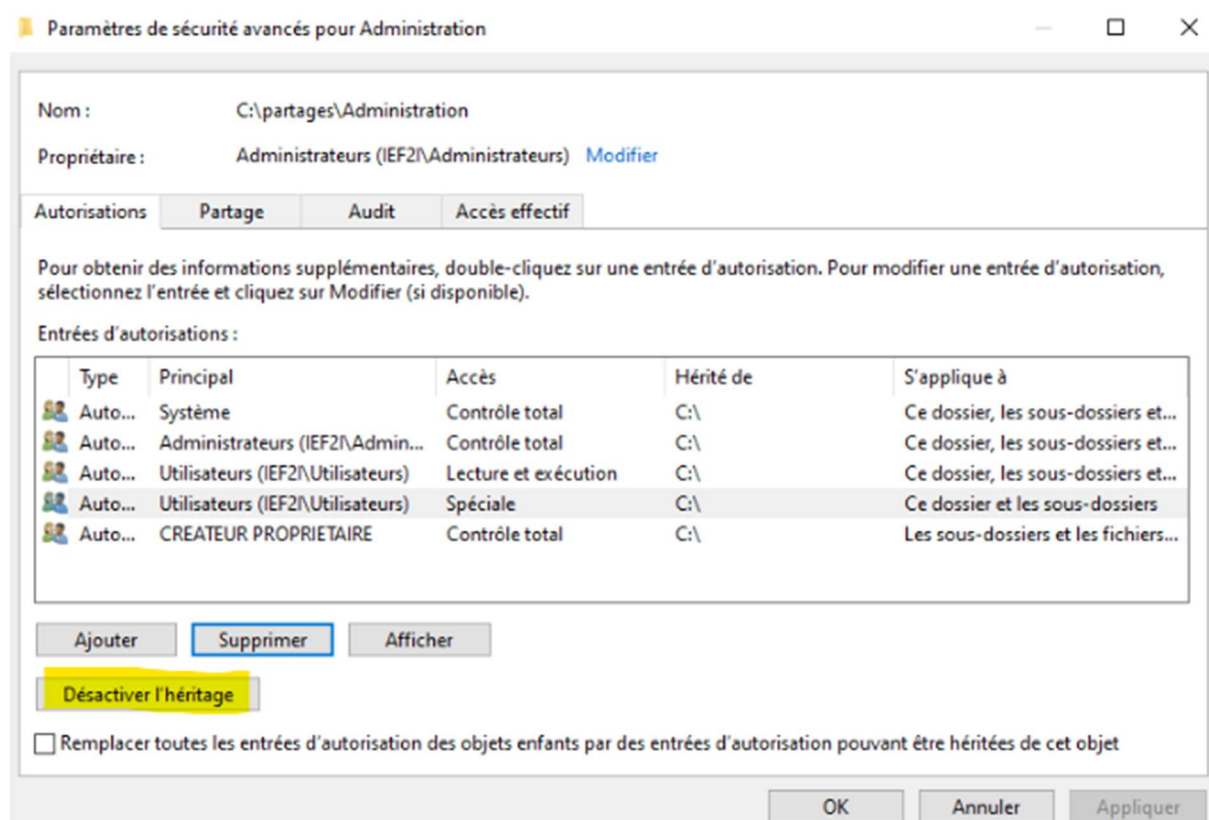 Paramètres de sécurité avancés pour Administration
Nom : C:\partages\Administration
Propriétaire : Administrateurs (IEF2I\Administrateurs) Modifier
Autorisations Partage Audit Accès effectif
Pour obtenir des informations supplémentaires, double-cliquez sur une entrée d'autorisation. Pour modifier une entrée d'autorisation,
sélectionnez l'entrée et cliquez sur Modifier (si disponible).
Entrées d'autorisations :
Type Principal Accès Hérité de S'applique à
Auto... Système Contrôle total C:\ Ce dossier, les sous-dossiers et...
Auto... Administrateurs (IEF2I\Admin... Contrôle total C:\ Ce dossier, les sous-dossiers et...
Auto... Utilisateurs (IEF2I\Utilisateurs) Lecture et exécution C:\ Ce dossier, les sous-dossiers et...
Auto... Utilisateurs (IEF2I\Utilisateurs) Spéciale C:\ Ce dossier et les sous-dossiers
Auto... CREATEUR PROPRIETAIRE Contrôle total C:\ Les sous-dossiers et les fichiers...
Ajouter Supprimer Afficher
Désactiver l'héritage
Remplacer toutes les entrées d'autorisation des objets enfants par des entrées d'autorisation pouvant être héritées de cet objet
OK Annuler Appliquer